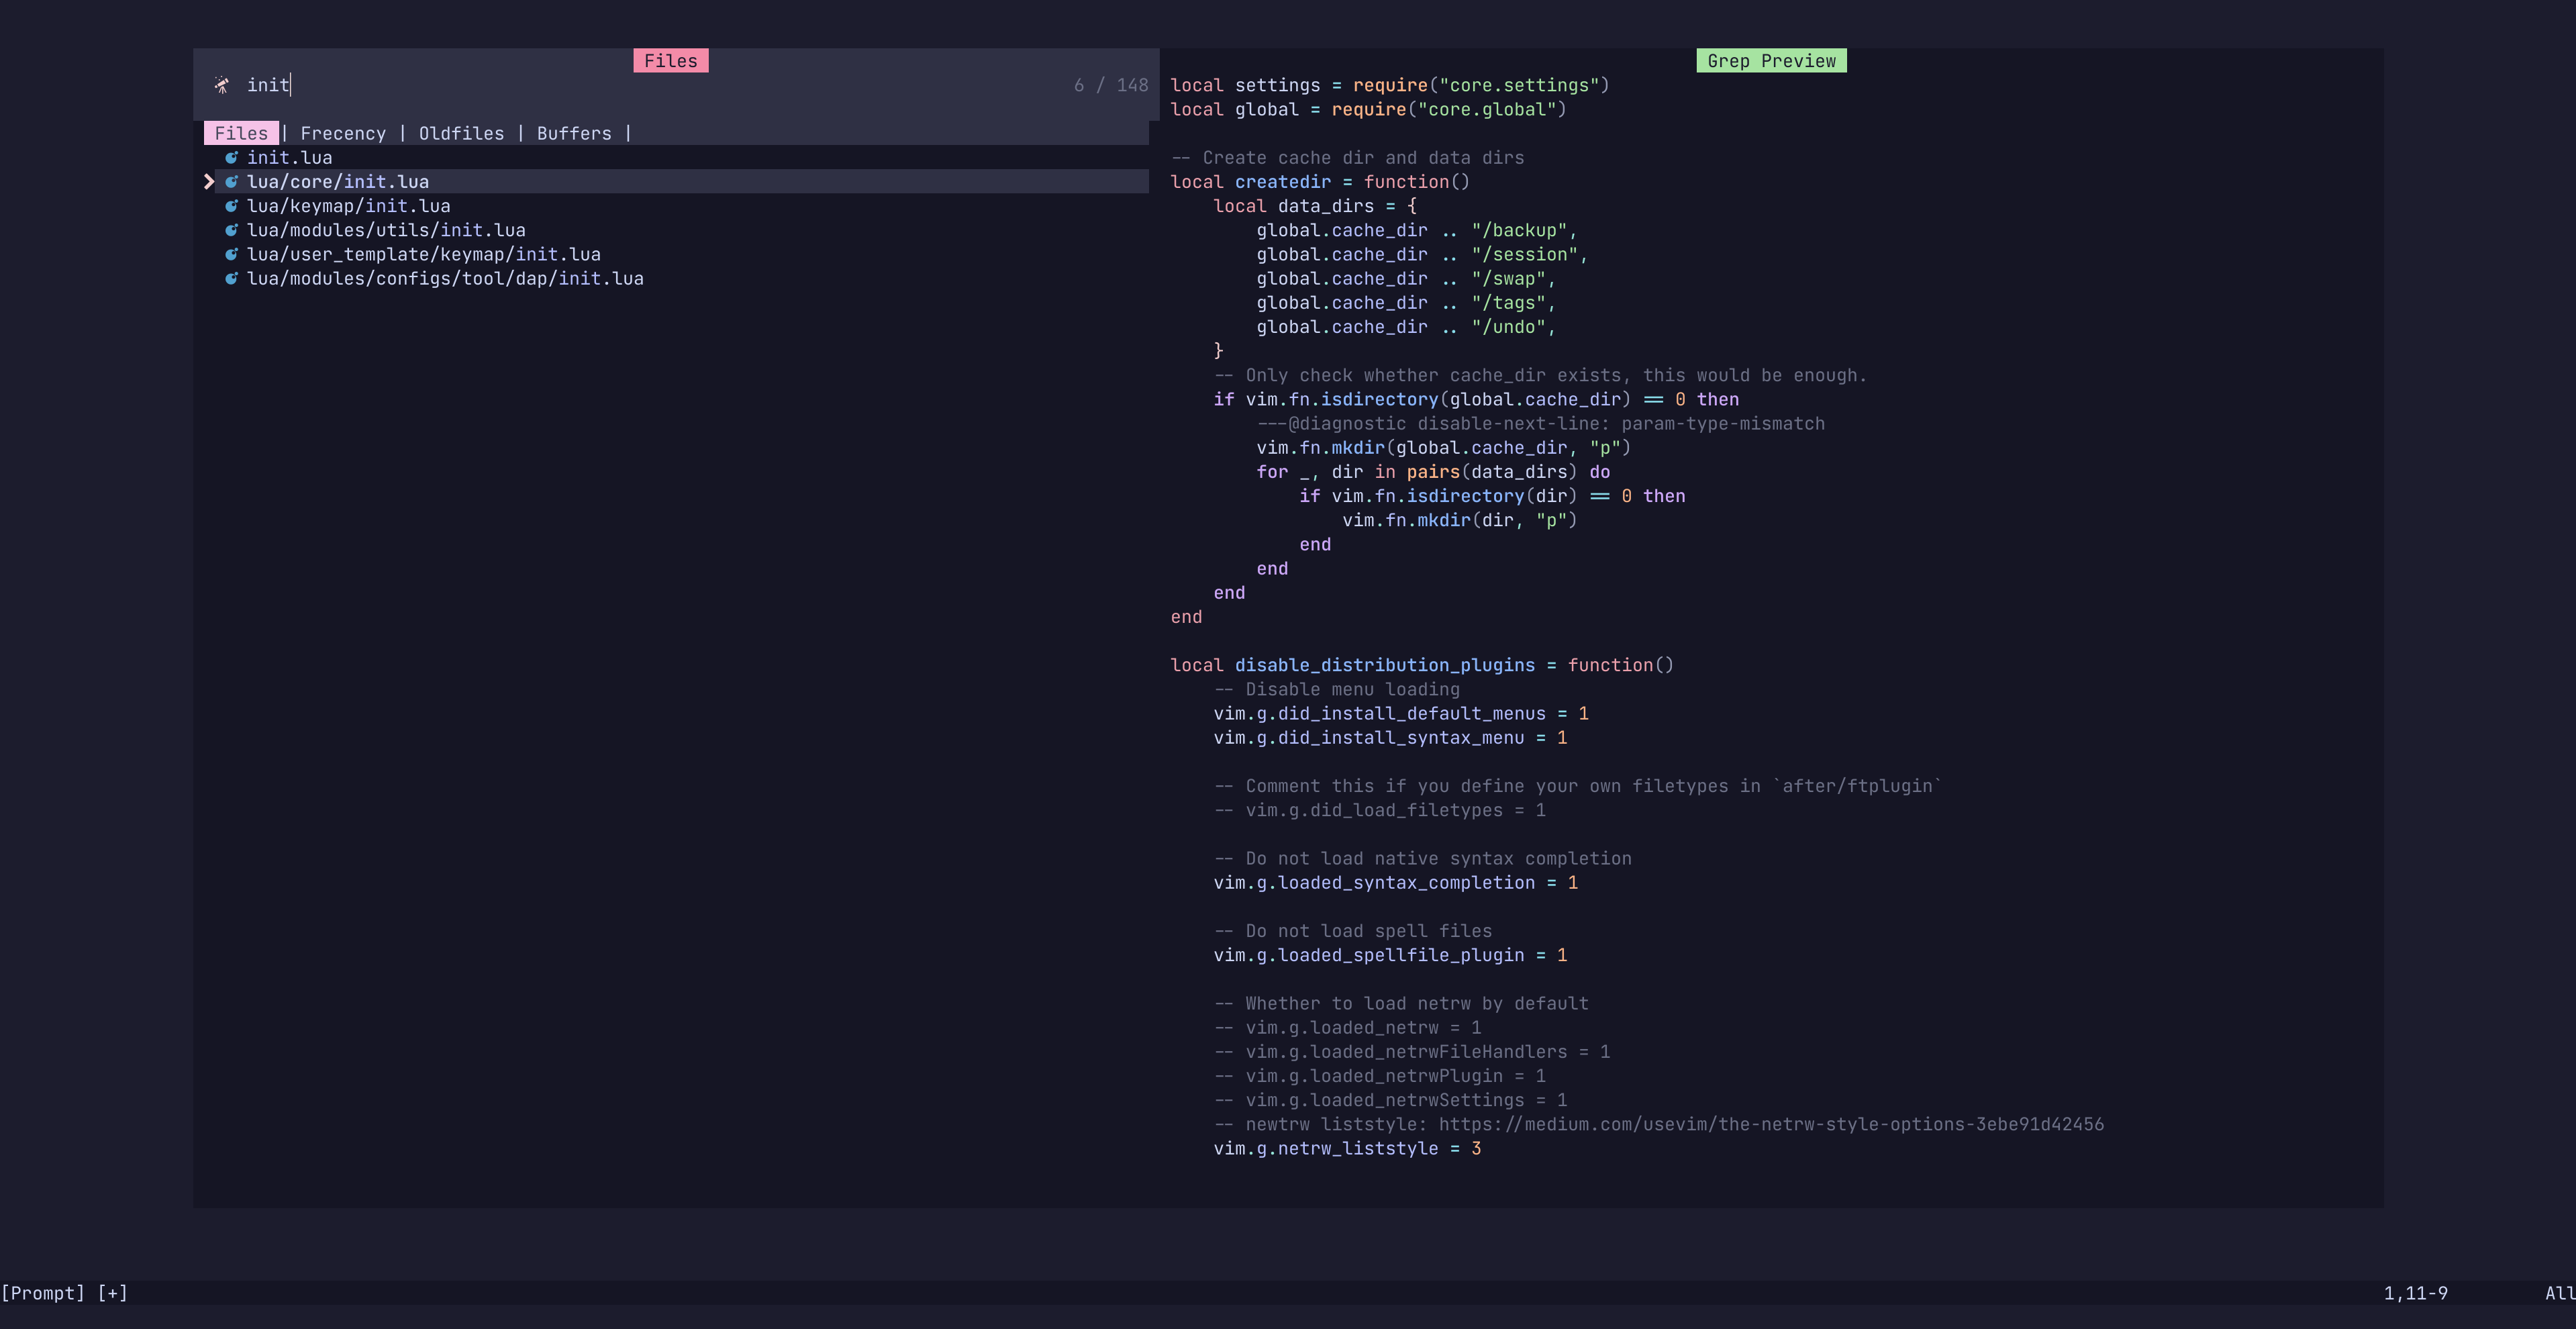 Files
init 6 / 148
Files | Frecency | Oldfiles | Buffers |
init.lua
lua/core/init.lua
lua/keymap/init.lua
lua/modules/utils/init.lua
lua/user_template/keymap/init.lua
lua/modules/configs/tool/dap/init.lua
Grep Preview
local settings = require("core.settings")
local global = require("core.global")

-- Create cache dir and data dirs
local createdir = function()
    local data_dirs = {
        global.cache_dir .. "/backup",
        global.cache_dir .. "/session",
        global.cache_dir .. "/swap",
        global.cache_dir .. "/tags",
        global.cache_dir .. "/undo",
    }
    -- Only check whether cache_dir exists, this would be enough.
    if vim.fn.isdirectory(global.cache_dir) == 0 then
        ---@diagnostic disable-next-line: param-type-mismatch
        vim.fn.mkdir(global.cache_dir, "p")
        for _, dir in pairs(data_dirs) do
            if vim.fn.isdirectory(dir) == 0 then
                vim.fn.mkdir(dir, "p")
            end
        end
    end
end

local disable_distribution_plugins = function()
    -- Disable menu loading
    vim.g.did_install_default_menus = 1
    vim.g.did_install_syntax_menu = 1

    -- Comment this if you define your own filetypes in `after/ftplugin`
    -- vim.g.did_load_filetypes = 1

    -- Do not load native syntax completion
    vim.g.loaded_syntax_completion = 1

    -- Do not load spell files
    vim.g.loaded_spellfile_plugin = 1

    -- Whether to load netrw by default
    -- vim.g.loaded_netrw = 1
    -- vim.g.loaded_netrwFileHandlers = 1
    -- vim.g.loaded_netrwPlugin = 1
    -- vim.g.loaded_netrwSettings = 1
    -- newtrw liststyle: https://medium.com/usevim/the-netrw-style-options-3ebe91d42456
    vim.g.netrw_liststyle = 3
[Prompt] [+] 1,11-9 All